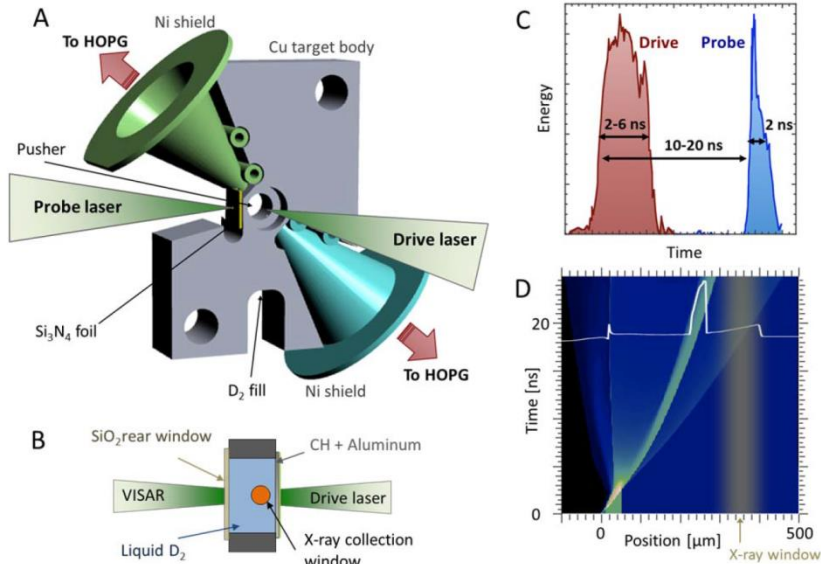 A
Ni shield
Cu target body
To HOPG
Pusher
Probe laser
Drive laser
Si₃N₄ foil
D₂ fill
Ni shield
To HOPG
B
SiO₂rear window
CH + Aluminum
VISAR
Drive laser
Liquid D₂
X-ray collection
window
C
Drive
Probe
Energy
2-6 ns
2 ns
10-20 ns
Time
D
20
Time [ns]
0
0
Position [µm]
500
X-ray window